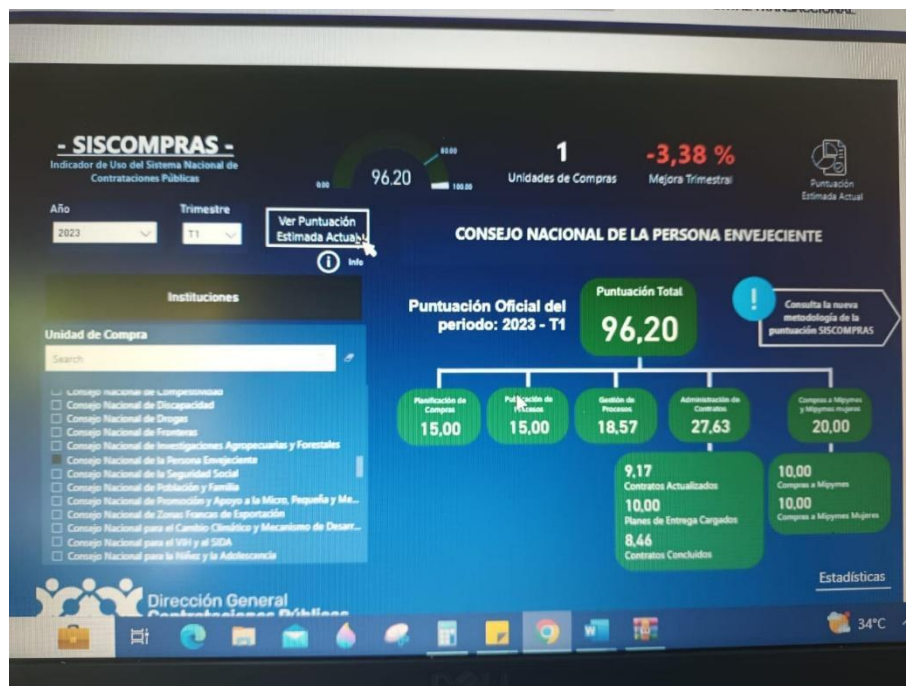 - SISCOMPRAS -
Indicador de Uso del Sistema Nacional de
Contrataciones Públicas
0.00
96.20
80.00
100.00
1
Unidades de Compras
-3,38 %
Mejora Trimestral
Puntuación
Estimada Actual
Año
Trimestre
2023
T1
Ver Puntuación
Estimada Actual
Info
CONSEJO NACIONAL DE LA PERSONA ENVEJECIENTE
Instituciones
Unidad de Compra
Search
Consejo Nacional de Competitividad
Consejo Nacional de Discapacidad
Consejo Nacional de Drogas
Consejo Nacional de Fronteras
Consejo Nacional de Investigaciones Agropecuarias y Forestales
Consejo Nacional de la Persona Envejeciente
Consejo Nacional de la Seguridad Social
Consejo Nacional de Población y Familia
Consejo Nacional de Promoción y Apoyo a la Micro, Pequeña y Me...
Consejo Nacional de Zonas Francas de Exportación
Consejo Nacional para el Cambio Climático y Mecanismo de Desarr...
Consejo Nacional para el VIH y el SIDA
Consejo Nacional para la Niñez y la Adolescencia
Puntuación Oficial del
periodo: 2023 - T1
Puntuación Total
96,20
!
Consulta la nueva
metodología de la
puntuación SISCOMPRAS
Planificación de
Compras
15,00
Publicación de
Procesos
15,00
Gestión de
Procesos
18,57
Administración de
Contratos
27,63
Compras a Mipymes
y Mipymes mujeres
20,00
9,17
Contratos Actualizados
10,00
Planes de Entrega Cargados
8,46
Contratos Concluidos
10,00
Compras a Mipymes
10,00
Compras a Mipymes Mujeres
Estadísticas
Dirección General
Contrataciones Públicas
34°C